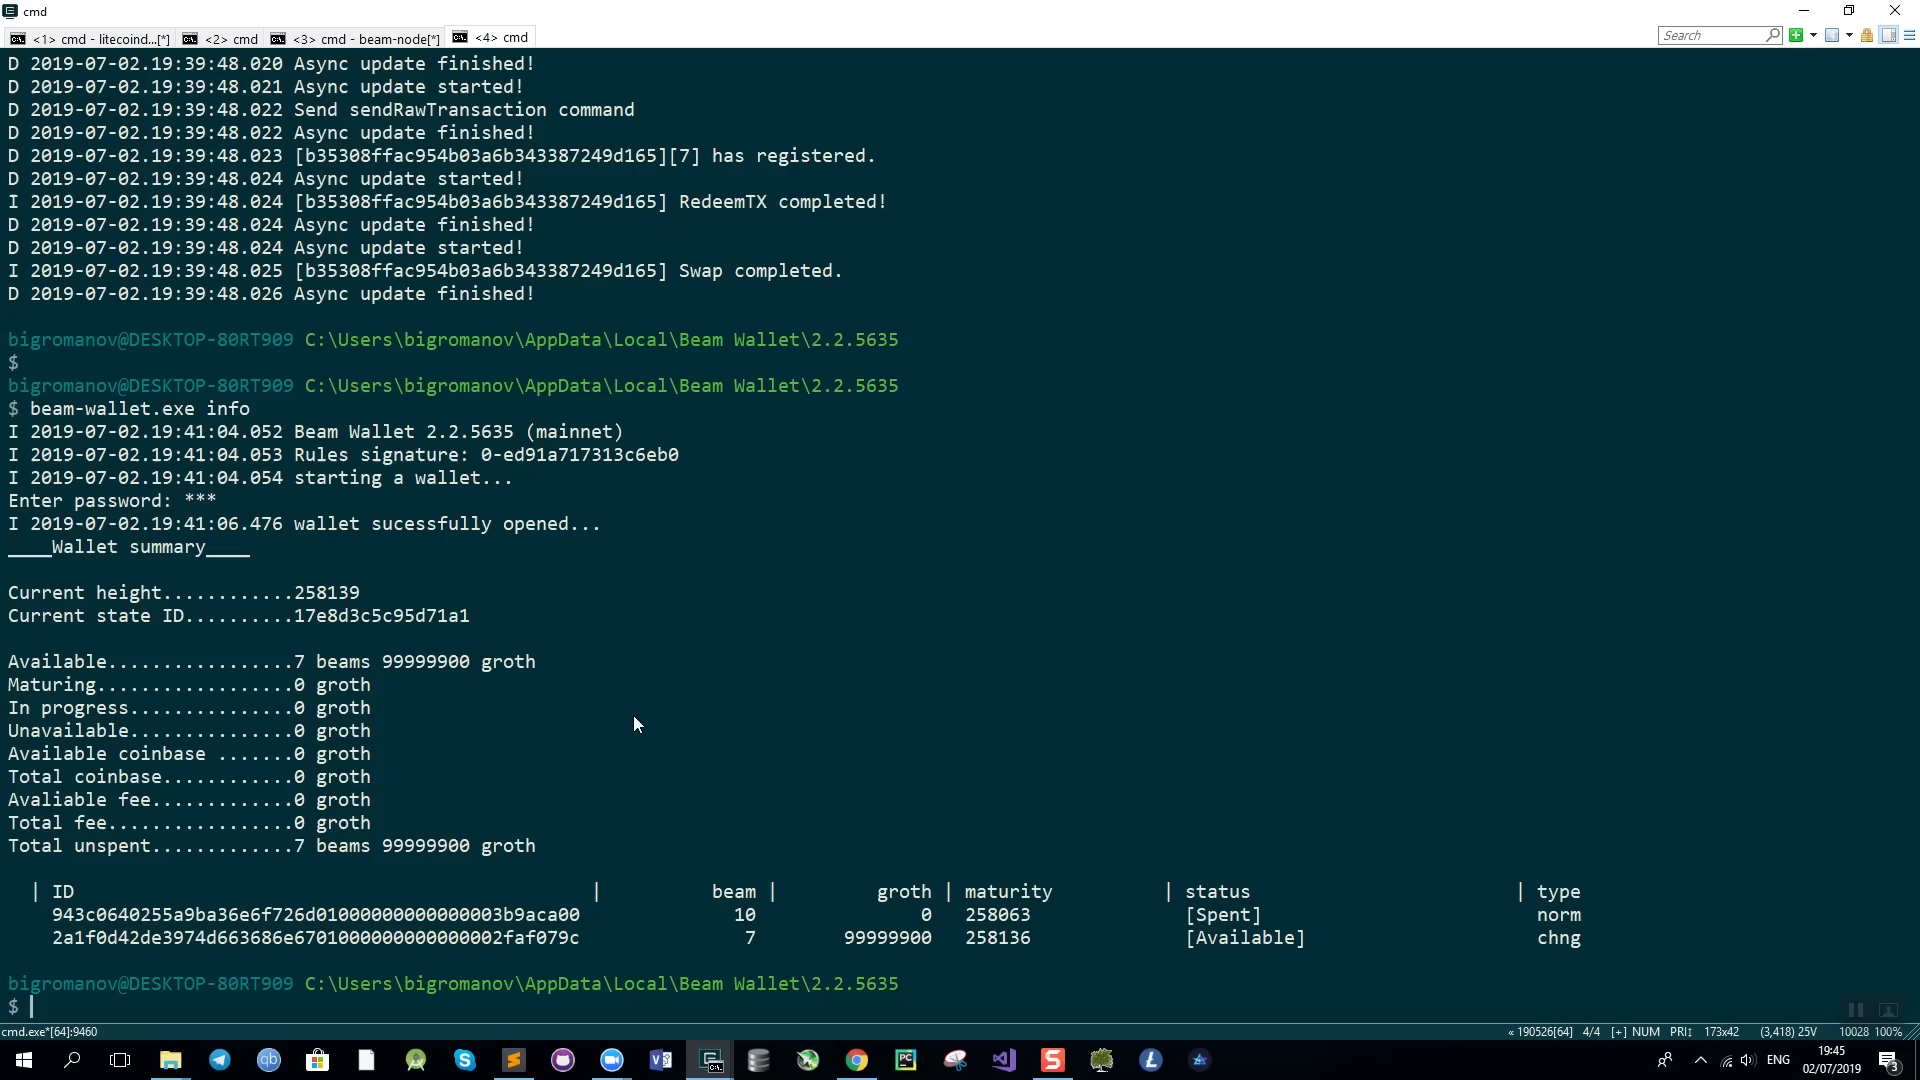 cmd
<1> cmd - litecoind...[*] <2> cmd <3> cmd - beam-node[*] <4> cmd Search
D 2019-07-02.19:39:48.020 Async update finished!
D 2019-07-02.19:39:48.021 Async update started!
D 2019-07-02.19:39:48.022 Send sendRawTransaction command
D 2019-07-02.19:39:48.022 Async update finished!
D 2019-07-02.19:39:48.023 [b35308ffac954b03a6b343387249d165][7] has registered.
D 2019-07-02.19:39:48.024 Async update started!
I 2019-07-02.19:39:48.024 [b35308ffac954b03a6b343387249d165] RedeemTX completed!
D 2019-07-02.19:39:48.024 Async update finished!
D 2019-07-02.19:39:48.024 Async update started!
I 2019-07-02.19:39:48.025 [b35308ffac954b03a6b343387249d165] Swap completed.
D 2019-07-02.19:39:48.026 Async update finished!
bigromanov@DESKTOP-80RT909 C:\Users\bigromanov\AppData\Local\Beam Wallet\2.2.5635
$
bigromanov@DESKTOP-80RT909 C:\Users\bigromanov\AppData\Local\Beam Wallet\2.2.5635
$ beam-wallet.exe info
I 2019-07-02.19:41:04.052 Beam Wallet 2.2.5635 (mainnet)
I 2019-07-02.19:41:04.053 Rules signature: 0-ed91a717313c6eb0
I 2019-07-02.19:41:04.054 starting a wallet...
Enter password: ***
I 2019-07-02.19:41:06.476 wallet sucessfully opened...
____Wallet summary____
Current height............258139
Current state ID..........17e8d3c5c95d71a1
Available.................7 beams 99999900 groth
Maturing..................0 groth
In progress...............0 groth
Unavailable...............0 groth
Available coinbase .......0 groth
Total coinbase............0 groth
Avaliable fee.............0 groth
Total fee.................0 groth
Total unspent.............7 beams 99999900 groth
| ID | beam | groth | maturity | status | type
943c0640255a9ba36e6f726d01000000000000003b9aca00 10 0 258063 [Spent] norm
2a1f0d42de3974d663686e6701000000000000002faf079c 7 99999900 258136 [Available] chng
bigromanov@DESKTOP-80RT909 C:\Users\bigromanov\AppData\Local\Beam Wallet\2.2.5635
$
cmd.exe*[64]:9460 « 190526[64] 4/4 [+] NUM PRI↕ 173x42 (3,418) 25V 10028 100%
ENG 19:45
02/07/2019 3